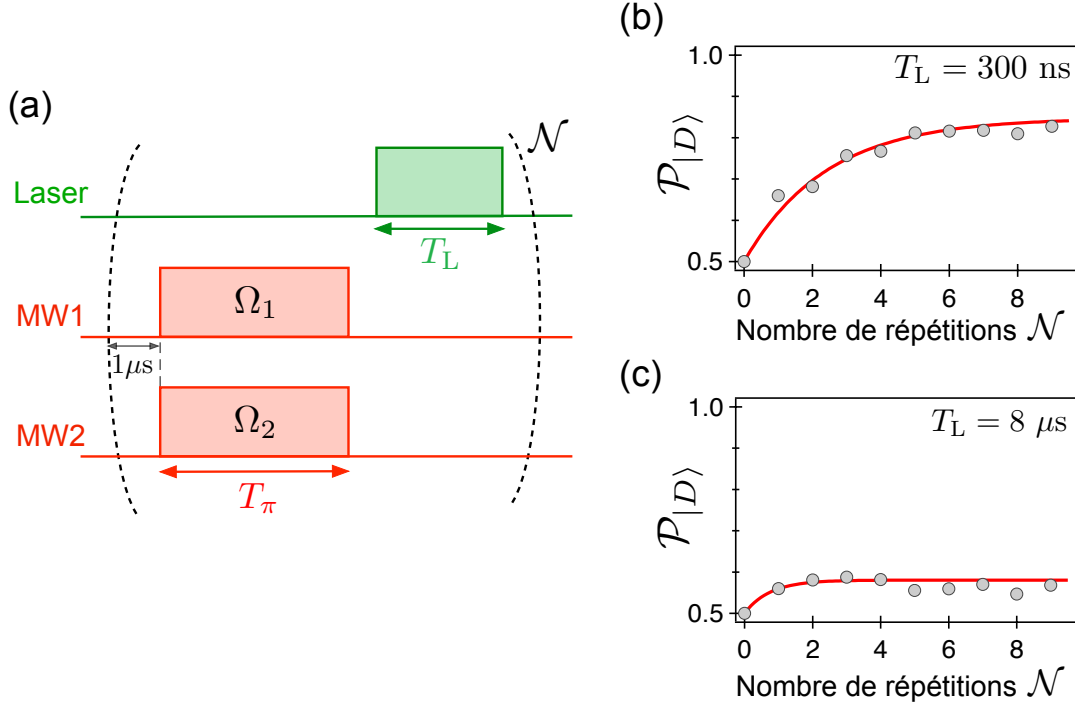 (a)
𝒩
Laser
T_L
MW1
Ω₁
1μs
MW2
Ω₂
T_π
(b)
1.0
T_L = 300 ns
𝒫_|D⟩
0.5
0 2 4 6 8
Nombre de répétitions 𝒩
(c)
1.0
T_L = 8 μs
𝒫_|D⟩
0.5
0 2 4 6 8
Nombre de répétitions 𝒩